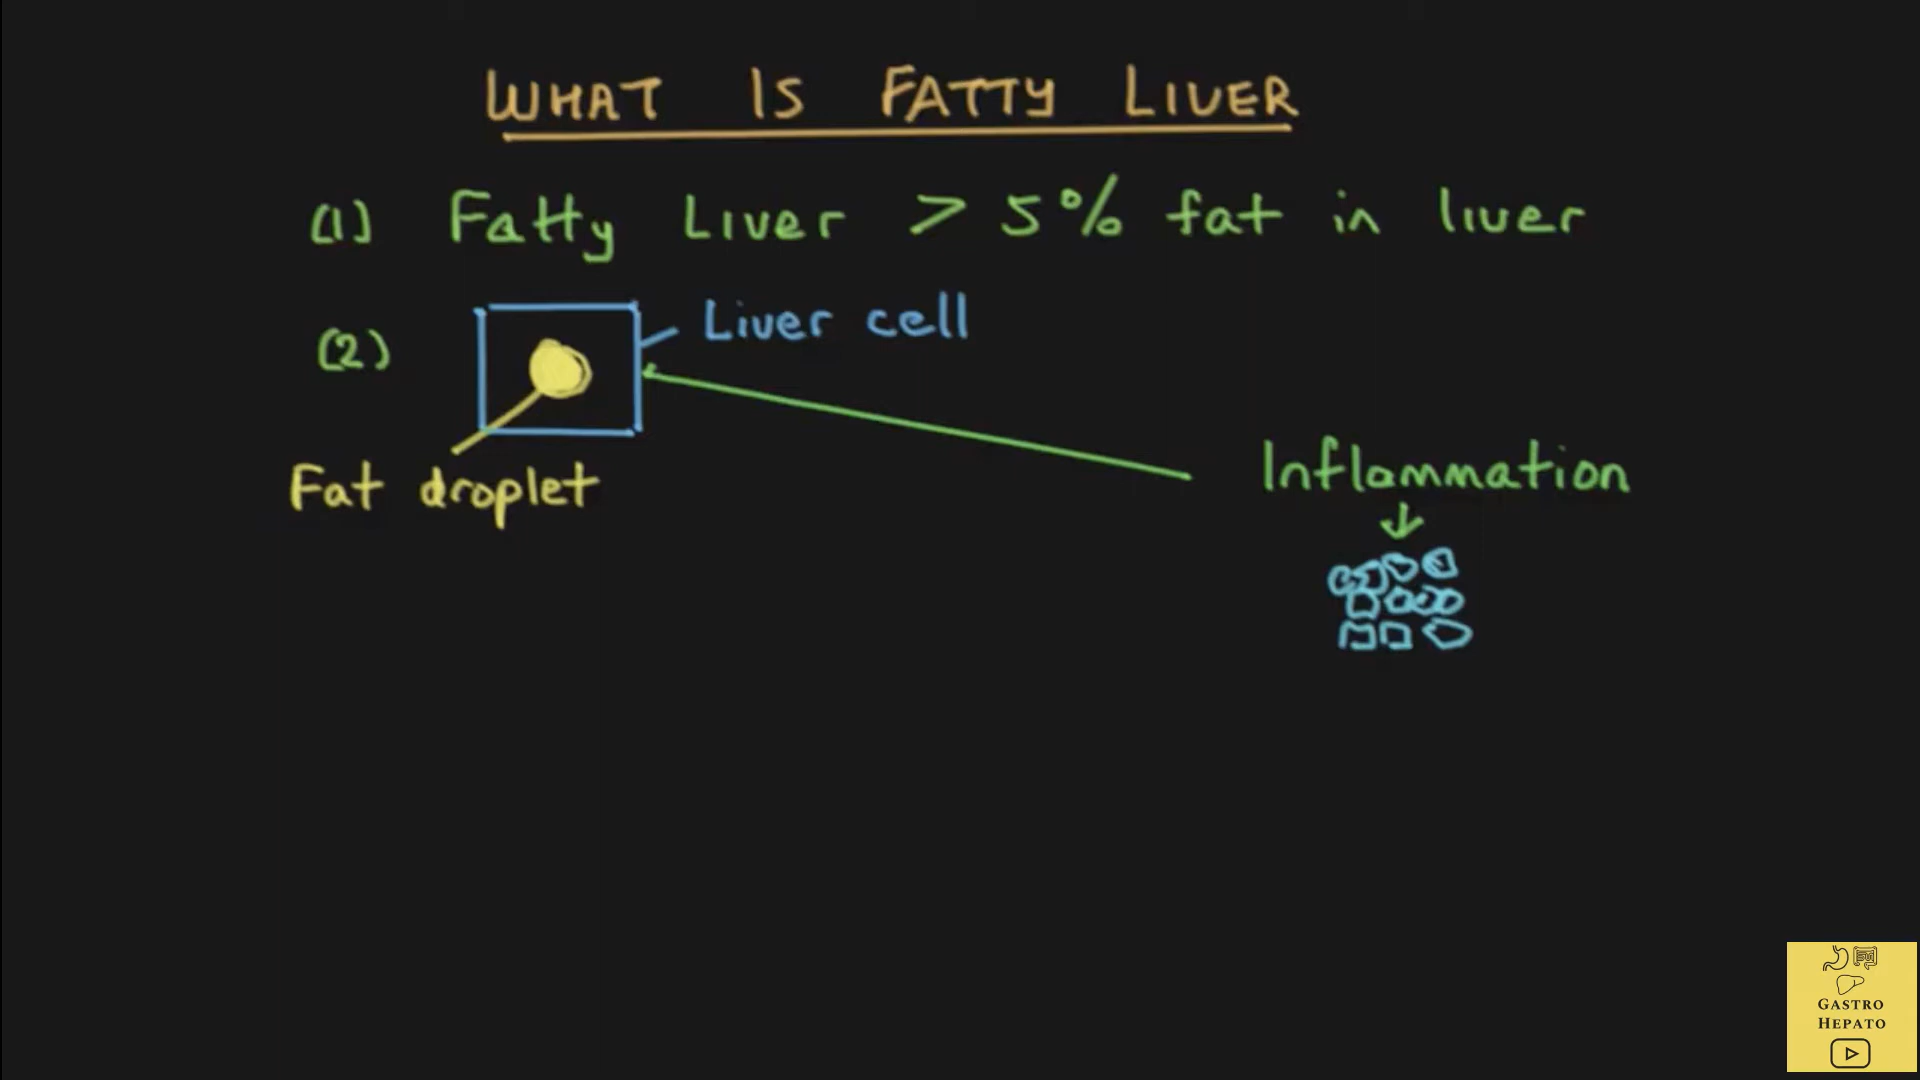 WHAT IS FATTY LIVER
(1) Fatty Liver > 5% fat in liver
(2)
Liver cell
Fat droplet
Inflammation
GASTRO
HEPATO